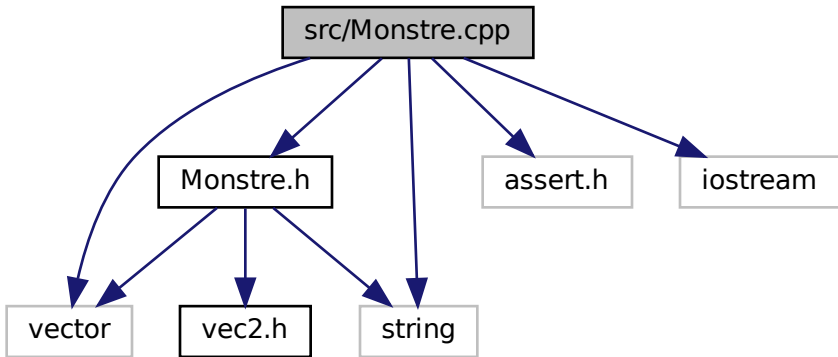 src/Monstre.cpp
Monstre.h
assert.h
iostream
vector
vec2.h
string